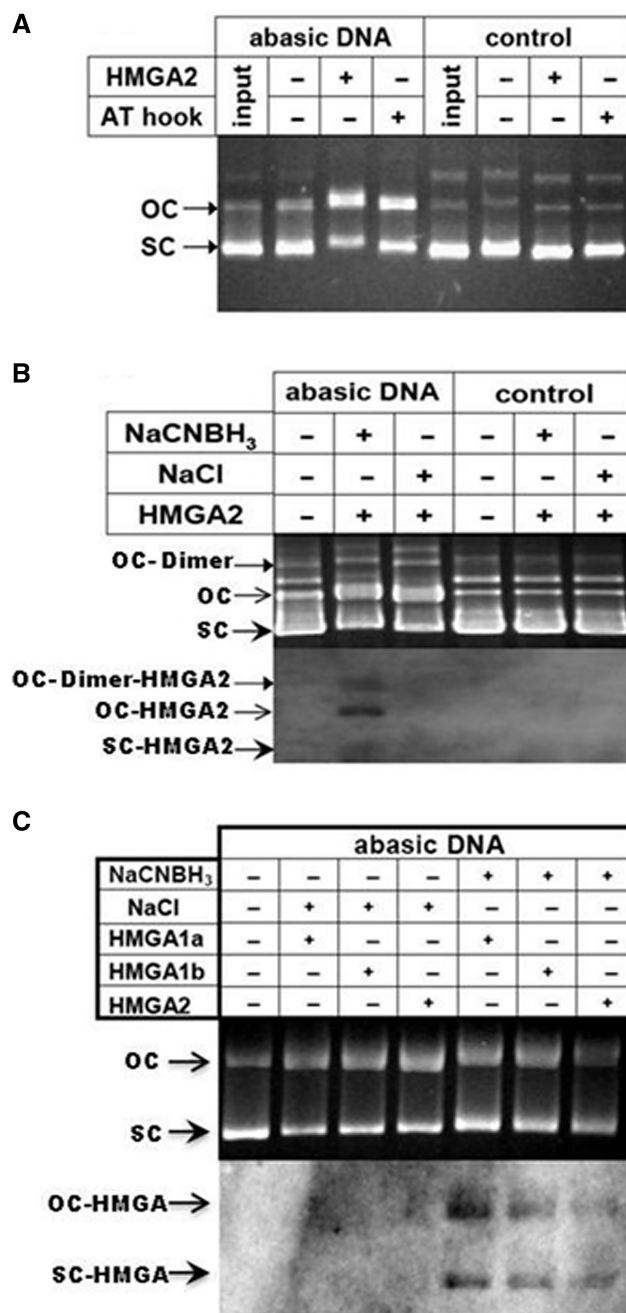 A
abasic DNA control
HMGA2 input – + – input – + –
AT hook – – + – – +
OC
SC
B
abasic DNA control
NaCNBH3 – + – – + –
NaCl – – + – – +
HMGA2 – + + – + +
OC-Dimer
OC
SC
OC-Dimer-HMGA2
OC-HMGA2
SC-HMGA2
C
abasic DNA
NaCNBH3 – – – – + + +
NaCl – + + + – – –
HMGA1a – + – – + – –
HMGA1b – – + – – + –
HMGA2 – – – + – – +
OC
SC
OC-HMGA
SC-HMGA